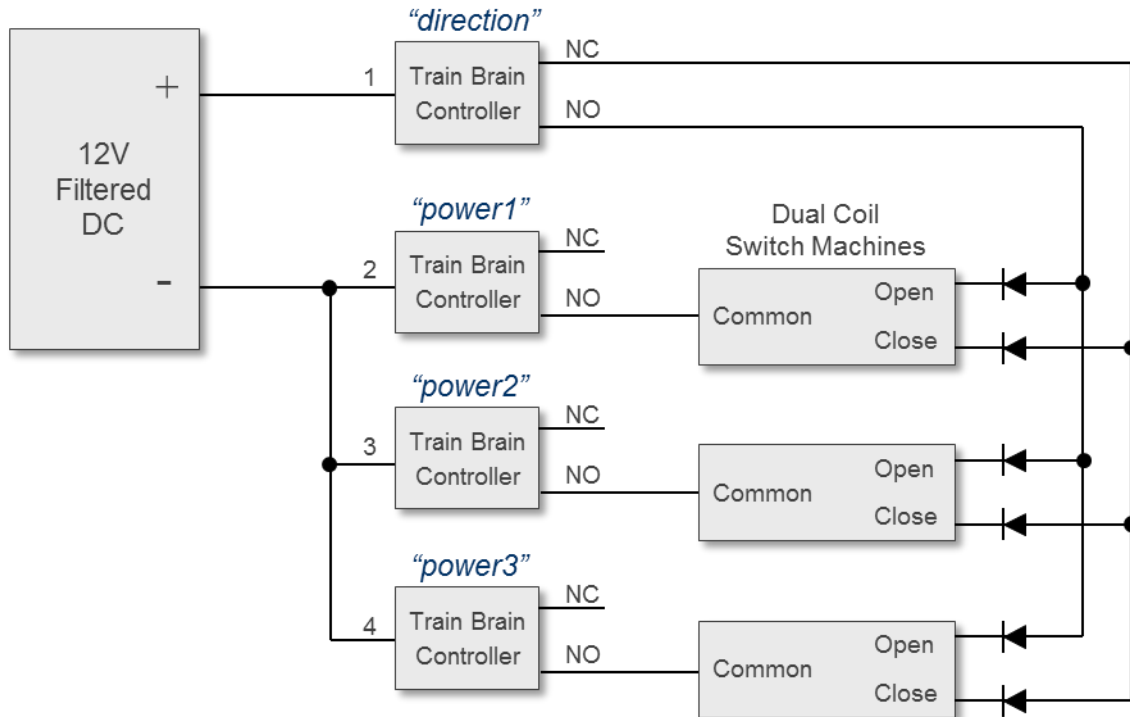 “direction”
NC
1
Train Brain
Controller
NO
+
12V
Filtered
DC
-
“power1”
NC
2
Train Brain
Controller
NO
Dual Coil
Switch Machines
Open
Common
Close
“power2”
NC
3
Train Brain
Controller
NO
Open
Common
Close
“power3”
NC
4
Train Brain
Controller
NO
Open
Common
Close